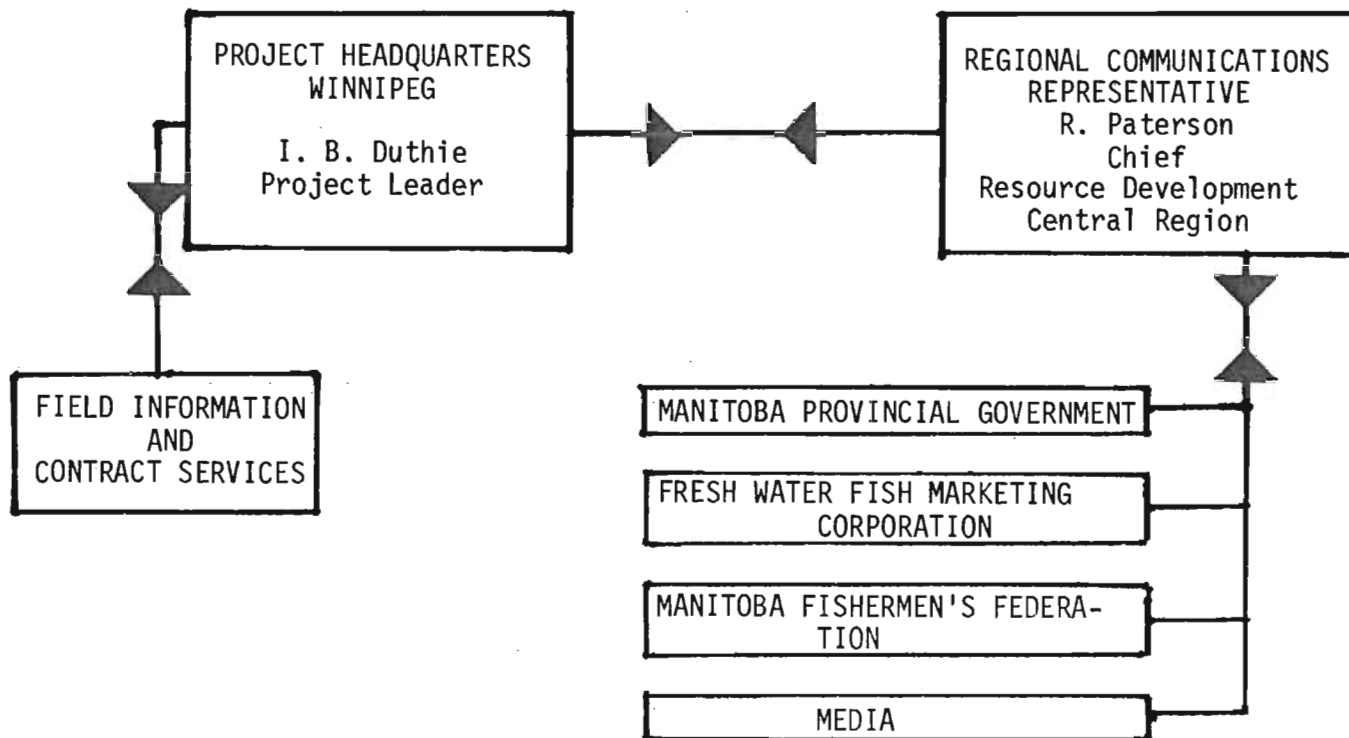 PROJECT HEADQUARTERS
WINNIPEG
I. B. Duthie
Project Leader
REGIONAL COMMUNICATIONS
REPRESENTATIVE
R. Paterson
Chief
Resource Development
Central Region
FIELD INFORMATION
AND
CONTRACT SERVICES
MANITOBA PROVINCIAL GOVERNMENT
FRESH WATER FISH MARKETING
CORPORATION
MANITOBA FISHERMEN'S FEDERA-
TION
MEDIA